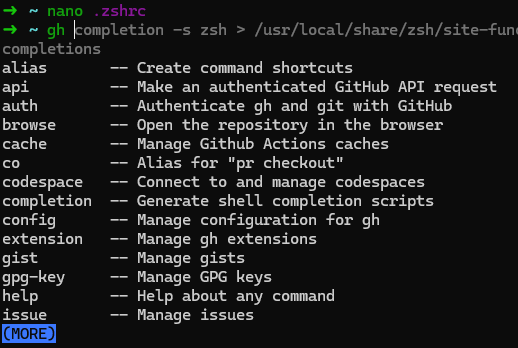 ➜ ~ nano .zshrc
➜ ~ gh completion -s zsh > /usr/local/share/zsh/site-func
completions
alias -- Create command shortcuts
api -- Make an authenticated GitHub API request
auth -- Authenticate gh and git with GitHub
browse -- Open the repository in the browser
cache -- Manage Github Actions caches
co -- Alias for "pr checkout"
codespace -- Connect to and manage codespaces
completion -- Generate shell completion scripts
config -- Manage configuration for gh
extension -- Manage gh extensions
gist -- Manage gists
gpg-key -- Manage GPG keys
help -- Help about any command
issue -- Manage issues
(MORE)